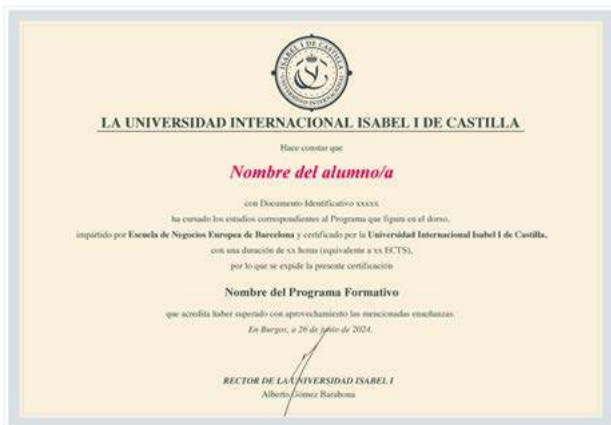 ISABEL I DE CASTILLA
UNIVERSIDAD INTERNACIONAL
LA UNIVERSIDAD INTERNACIONAL ISABEL I DE CASTILLA
Hace constar que
Nombre del alumno/a
con Documento Identificativo xxxxx
ha cursado los estudios correspondientes al Programa que figura en el dorso,
impartido por Escuela de Negocios Europea de Barcelona y certificado por la Universidad Internacional Isabel I de Castilla,
con una duración de xx horas (equivalente a xx ECTS),
por lo que se expide la presente certificación
Nombre del Programa Formativo
que acredita haber superado con aprovechamiento las mencionadas enseñanzas
En Burgos, a 26 de junio de 2024.
RECTOR DE LA UNIVERSIDAD ISABEL I
Alberto Gómez Barahona